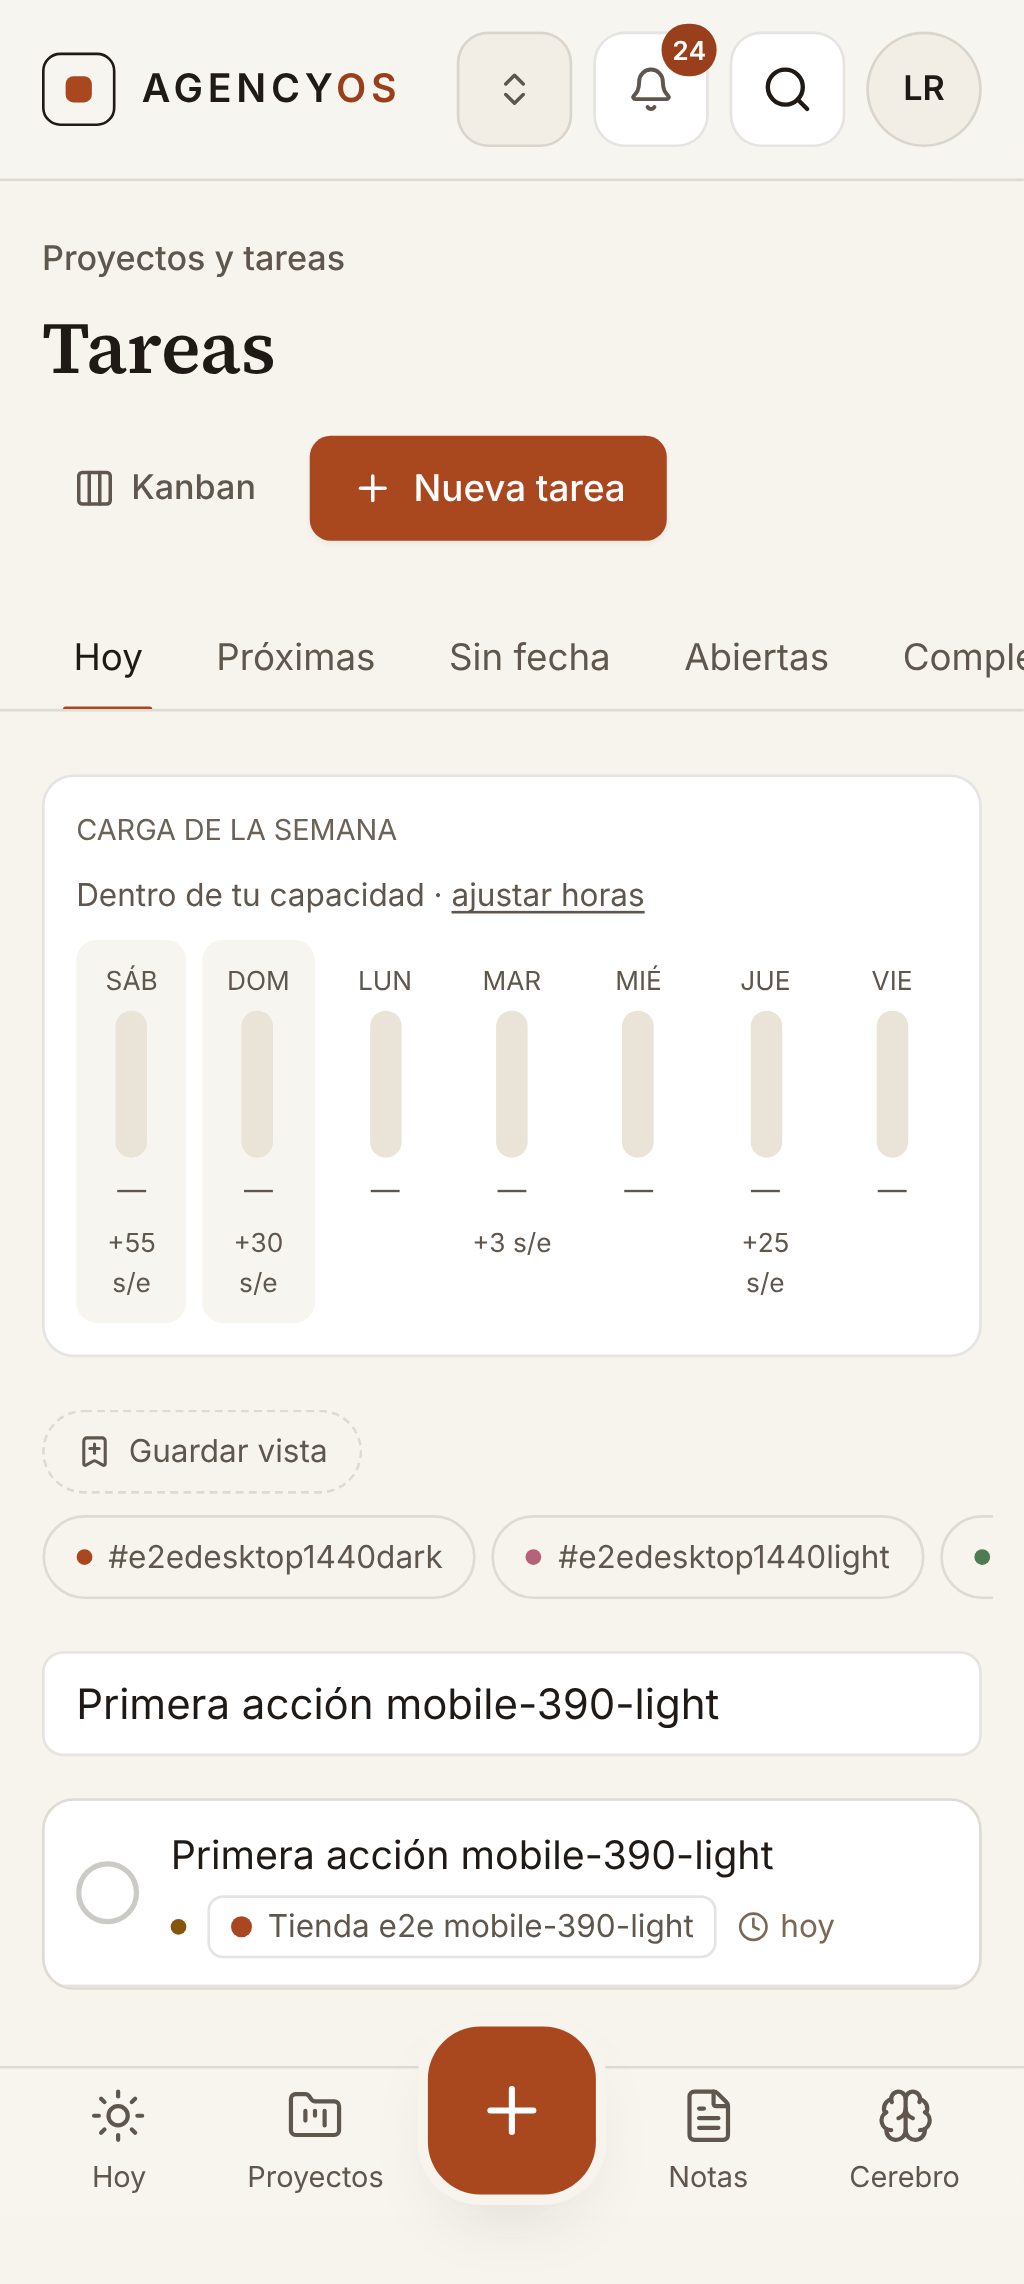 AGENCYOS
24
LR
Proyectos y tareas
Tareas
Kanban
Nueva tarea
Hoy Próximas Sin fecha Abiertas Comple
CARGA DE LA SEMANA
Dentro de tu capacidad · ajustar horas
SÁB DOM LUN MAR MIÉ JUE VIE
— — — — — — —
+55 s/e +30 s/e +3 s/e +25 s/e
Guardar vista
#e2edesktop1440dark #e2edesktop1440light
Primera acción mobile-390-light
Primera acción mobile-390-light
Tienda e2e mobile-390-light hoy
Hoy Proyectos Notas Cerebro